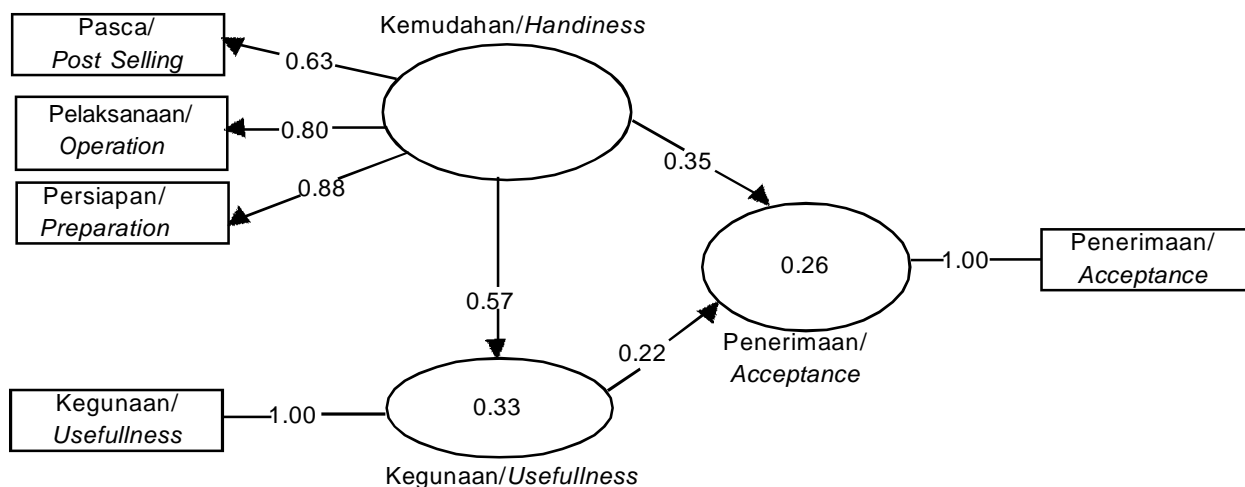 Pasca/
Post Selling
0.63
Kemudahan/Handiness
Pelaksanaan/
Operation
0.80
Persiapan/
Preparation
0.88
0.35
0.57
0.26
1.00
Penerimaan/
Acceptance
Penerimaan/
Acceptance
0.22
Kegunaan/
Usefullness
1.00
0.33
Kegunaan/Usefullness